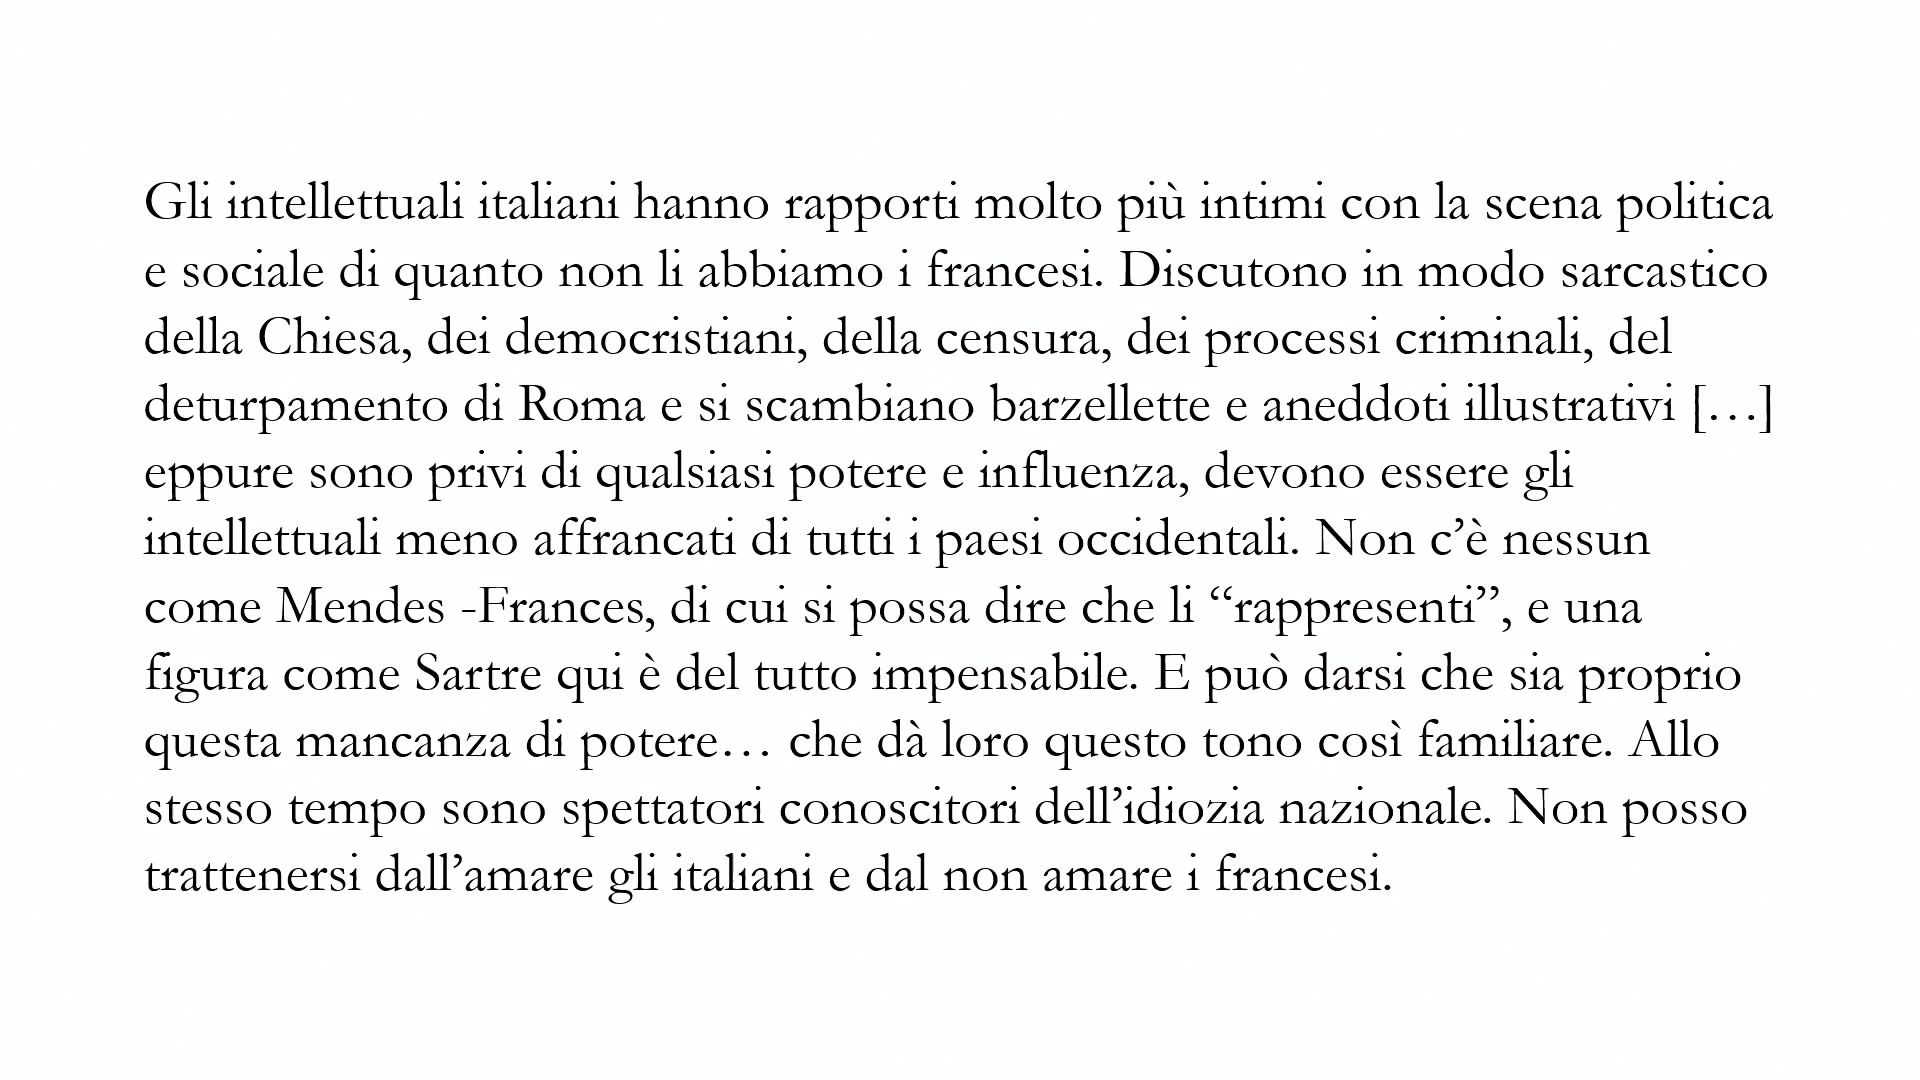 Gli intellettuali italiani hanno rapporti molto più intimi con la scena politica
e sociale di quanto non li abbiamo i francesi. Discutono in modo sarcastico
della Chiesa, dei democristiani, della censura, dei processi criminali, del
deturpamento di Roma e si scambiano barzellette e aneddoti illustrativi […]
eppure sono privi di qualsiasi potere e influenza, devono essere gli
intellettuali meno affrancati di tutti i paesi occidentali. Non c’è nessun
come Mendes -Frances, di cui si possa dire che li “rappresenti”, e una
figura come Sartre qui è del tutto impensabile. E può darsi che sia proprio
questa mancanza di potere… che dà loro questo tono così familiare. Allo
stesso tempo sono spettatori conoscitori dell’idiozia nazionale. Non posso
trattenersi dall’amare gli italiani e dal non amare i francesi.